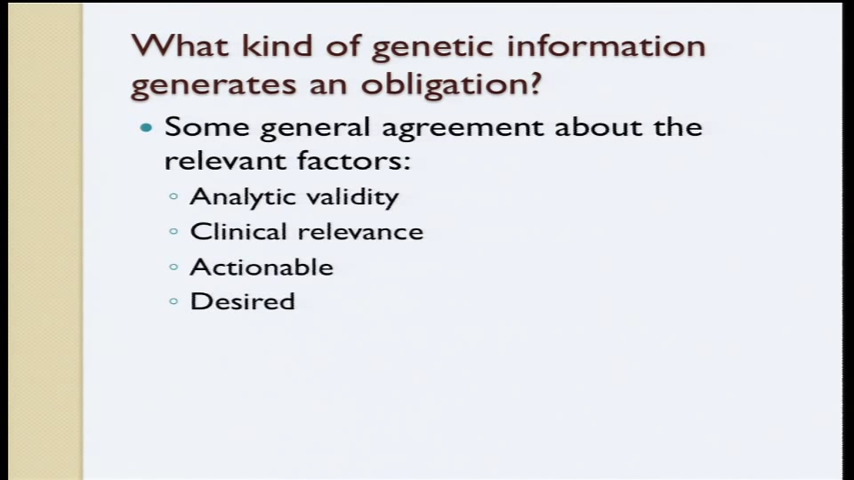 What kind of genetic information
generates an obligation?
• Some general agreement about the
relevant factors:
◦ Analytic validity
◦ Clinical relevance
◦ Actionable
◦ Desired